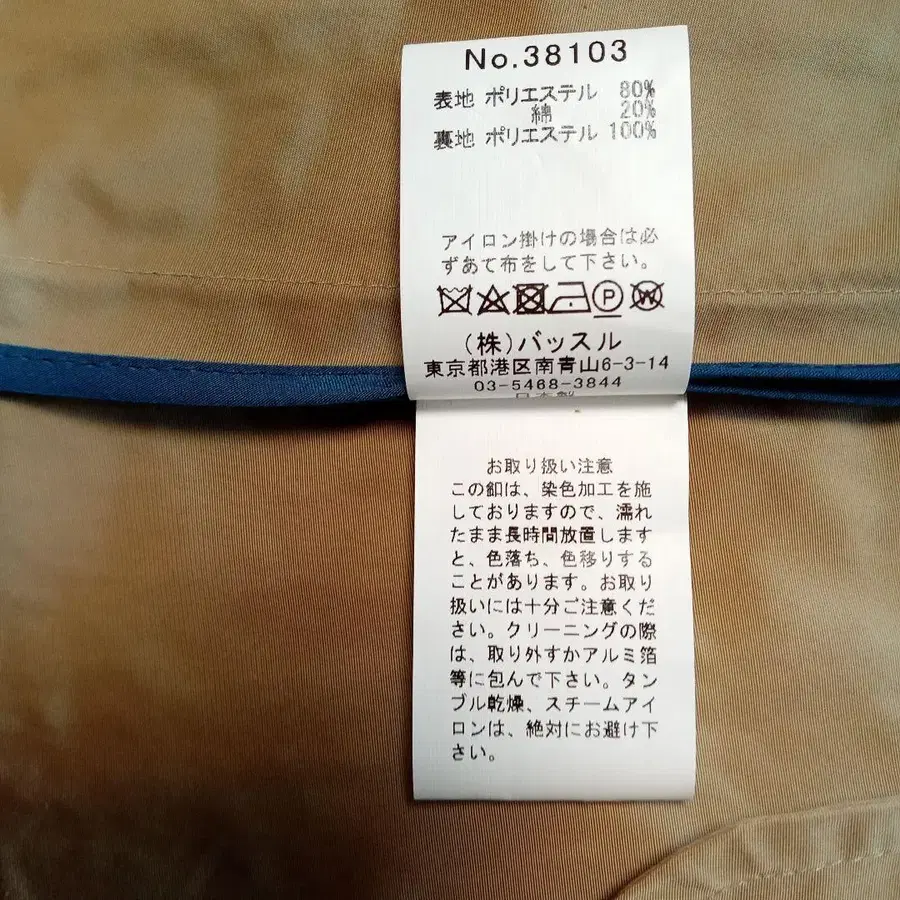 No.38103
表地 ポリエステル 80%
綿 20%
裏地 ポリエステル 100%
アイロン掛けの場合は必
ずあて布をして下さい。
P W
(株)バッスル
東京都港区南青山6-3-14
03-5468-3844
日本製
お取り扱い注意
この釦は、染色加工を施
しておりますので、濡れ
たまま長時間放置します
と、色落ち、色移りする
ことがあります。お取り
扱いには十分ご注意くだ
さい。クリーニングの際
は、取り外すかアルミ箔
等に包んで下さい。タン
ブル乾燥、スチームアイ
ロンは、絶対にお避け下
さい。